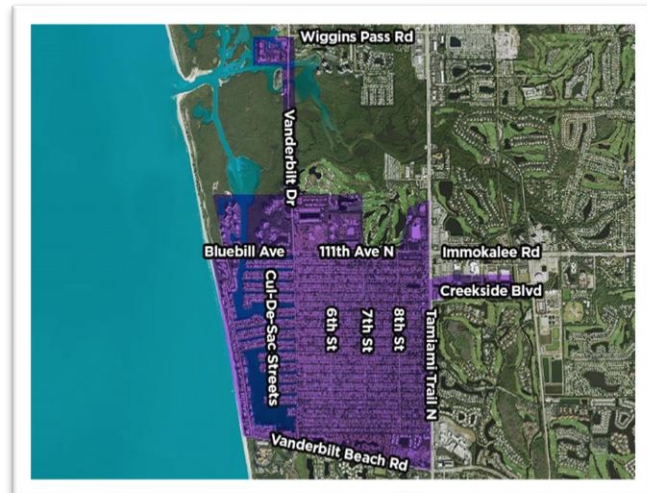 Wiggins Pass Rd
Vanderbilt Dr
Bluebill Ave
111th Ave N
Immokalee Rd
Creekside Blvd
Cul-De-Sac Streets
6th St
7th St
8th St
Tamiami Trail N
Vanderbilt Beach Rd